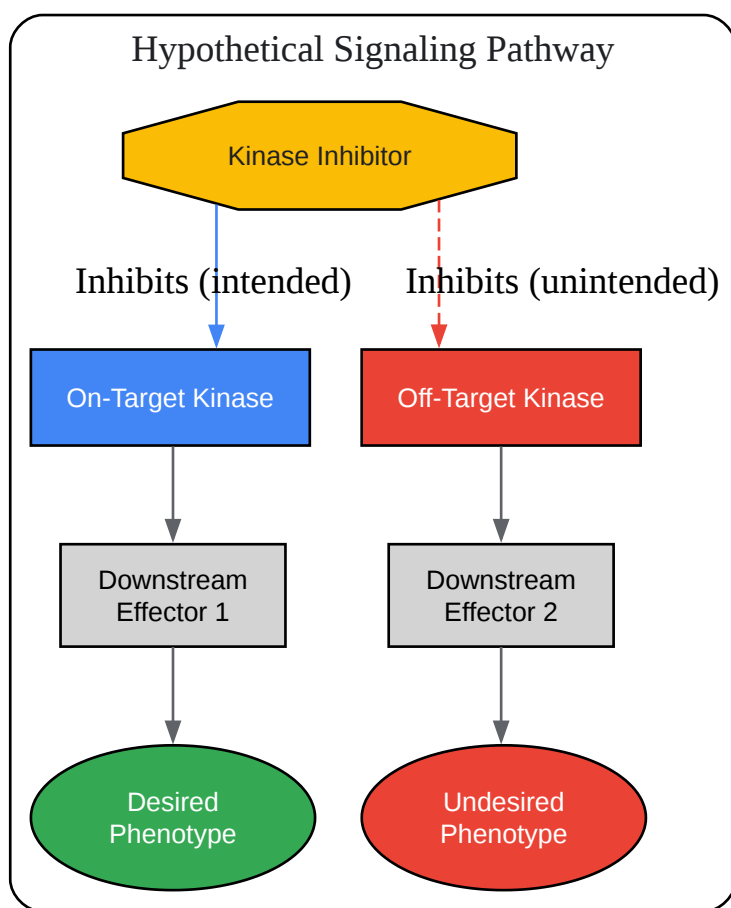 Hypothetical Signaling Pathway
Kinase Inhibitor
Inhibits (intended)
Inhibits (unintended)
On-Target Kinase
Off-Target Kinase
Downstream
Effector 1
Downstream
Effector 2
Desired
Phenotype
Undesired
Phenotype